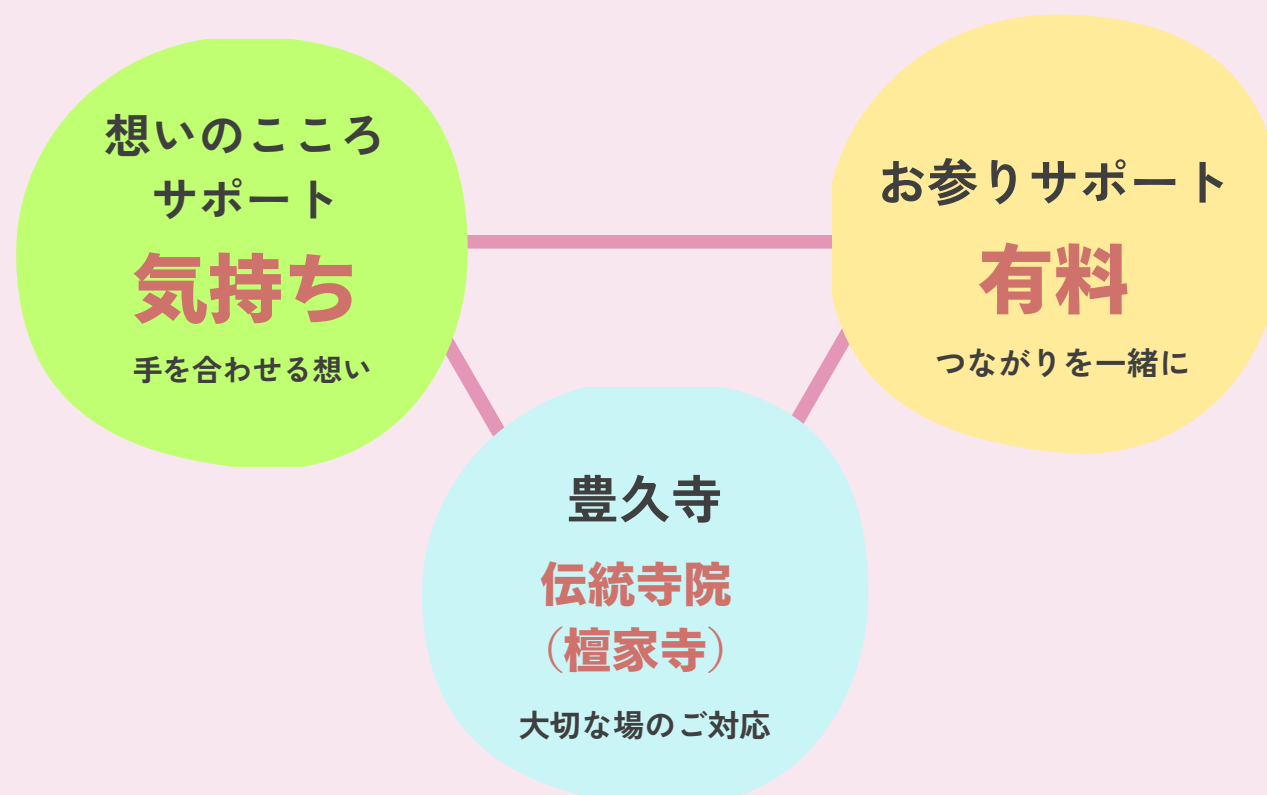 想いのこころ
サポート
気持ち
手を合わせる想い
お参りサポート
有料
つながりを一緒に
豊久寺
伝統寺院
（檀家寺）
大切な場のご対応